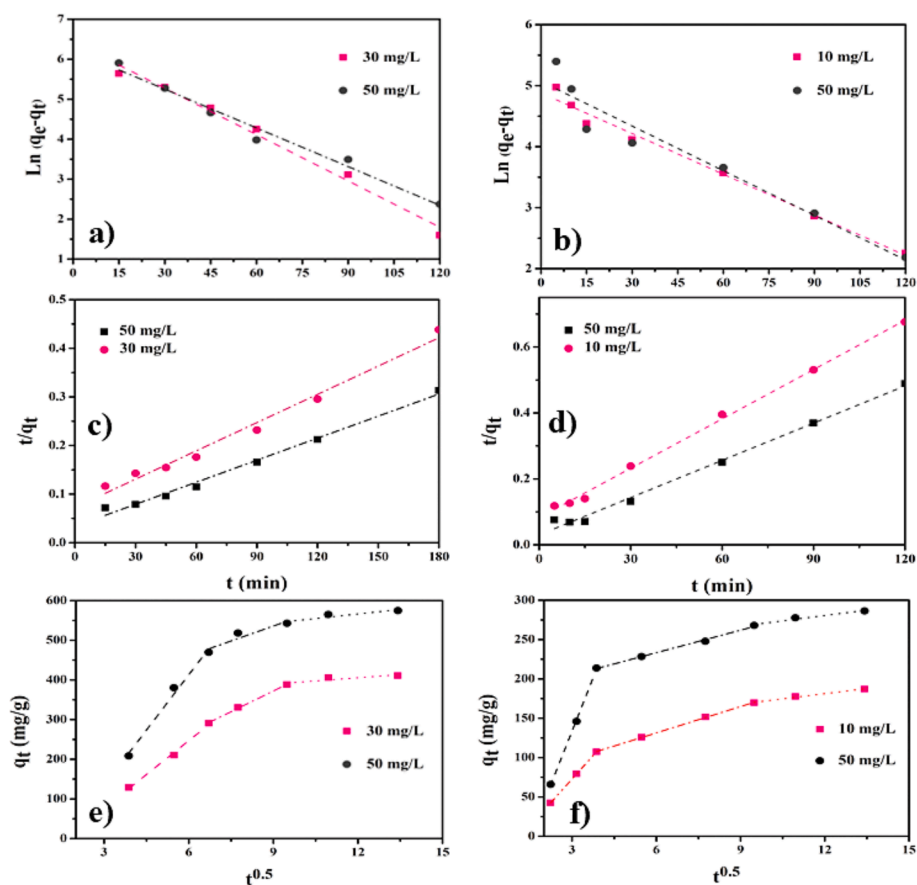 30 mg/L
50 mg/L
Ln (qe-qt)
7
6
5
4
3
2
1
a)
0 15 30 45 60 75 90 105 120
10 mg/L
50 mg/L
Ln (qe-qt)
6
5
4
3
2
b)
0 15 30 45 60 75 90 105 120
50 mg/L
30 mg/L
t/qt
0.5
0.4
0.3
0.2
0.1
0.0
c)
0 30 60 90 120 150 180
t (min)
50 mg/L
10 mg/L
t/qt
0.6
0.4
0.2
0.0
d)
0 30 60 90 120
t (min)
30 mg/L
50 mg/L
qt (mg/g)
600
500
400
300
200
100
0
e)
3 6 9 12 15
t0.5
10 mg/L
50 mg/L
qt (mg/g)
300
250
200
150
100
50
0
f)
3 6 9 12 15
t0.5